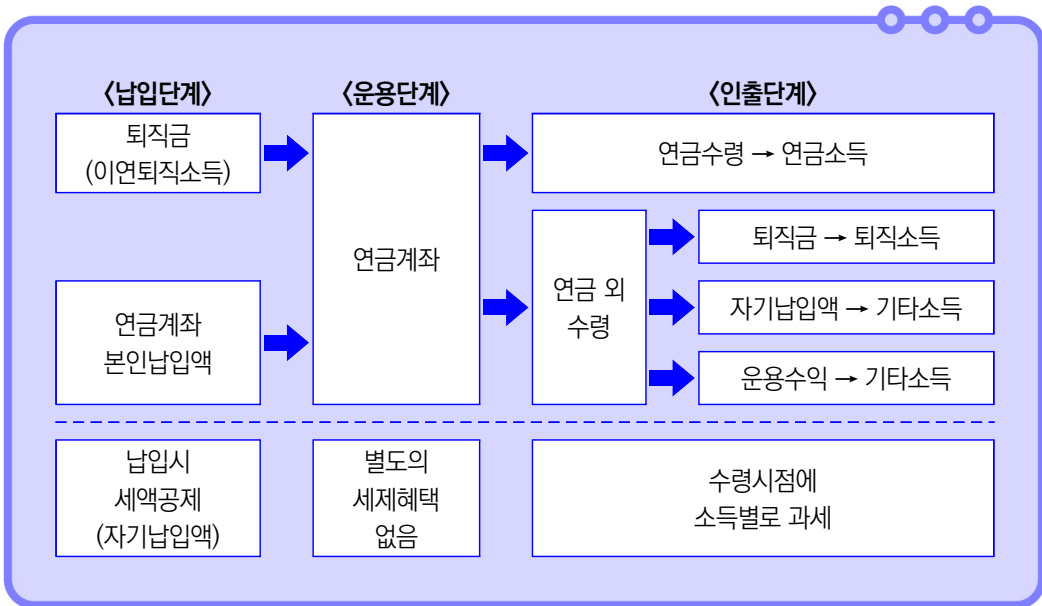 〈납입단계〉
〈운용단계〉
〈인출단계〉
퇴직금
(이연퇴직소득)
연금계좌
본인납입액
연금계좌
연금수령 → 연금소득
연금 외
수령
퇴직금 → 퇴직소득
자기납입액 → 기타소득
운용수익 → 기타소득
납입시
세액공제
(자기납입액)
별도의
세제혜택
없음
수령시점에
소득별로 과세